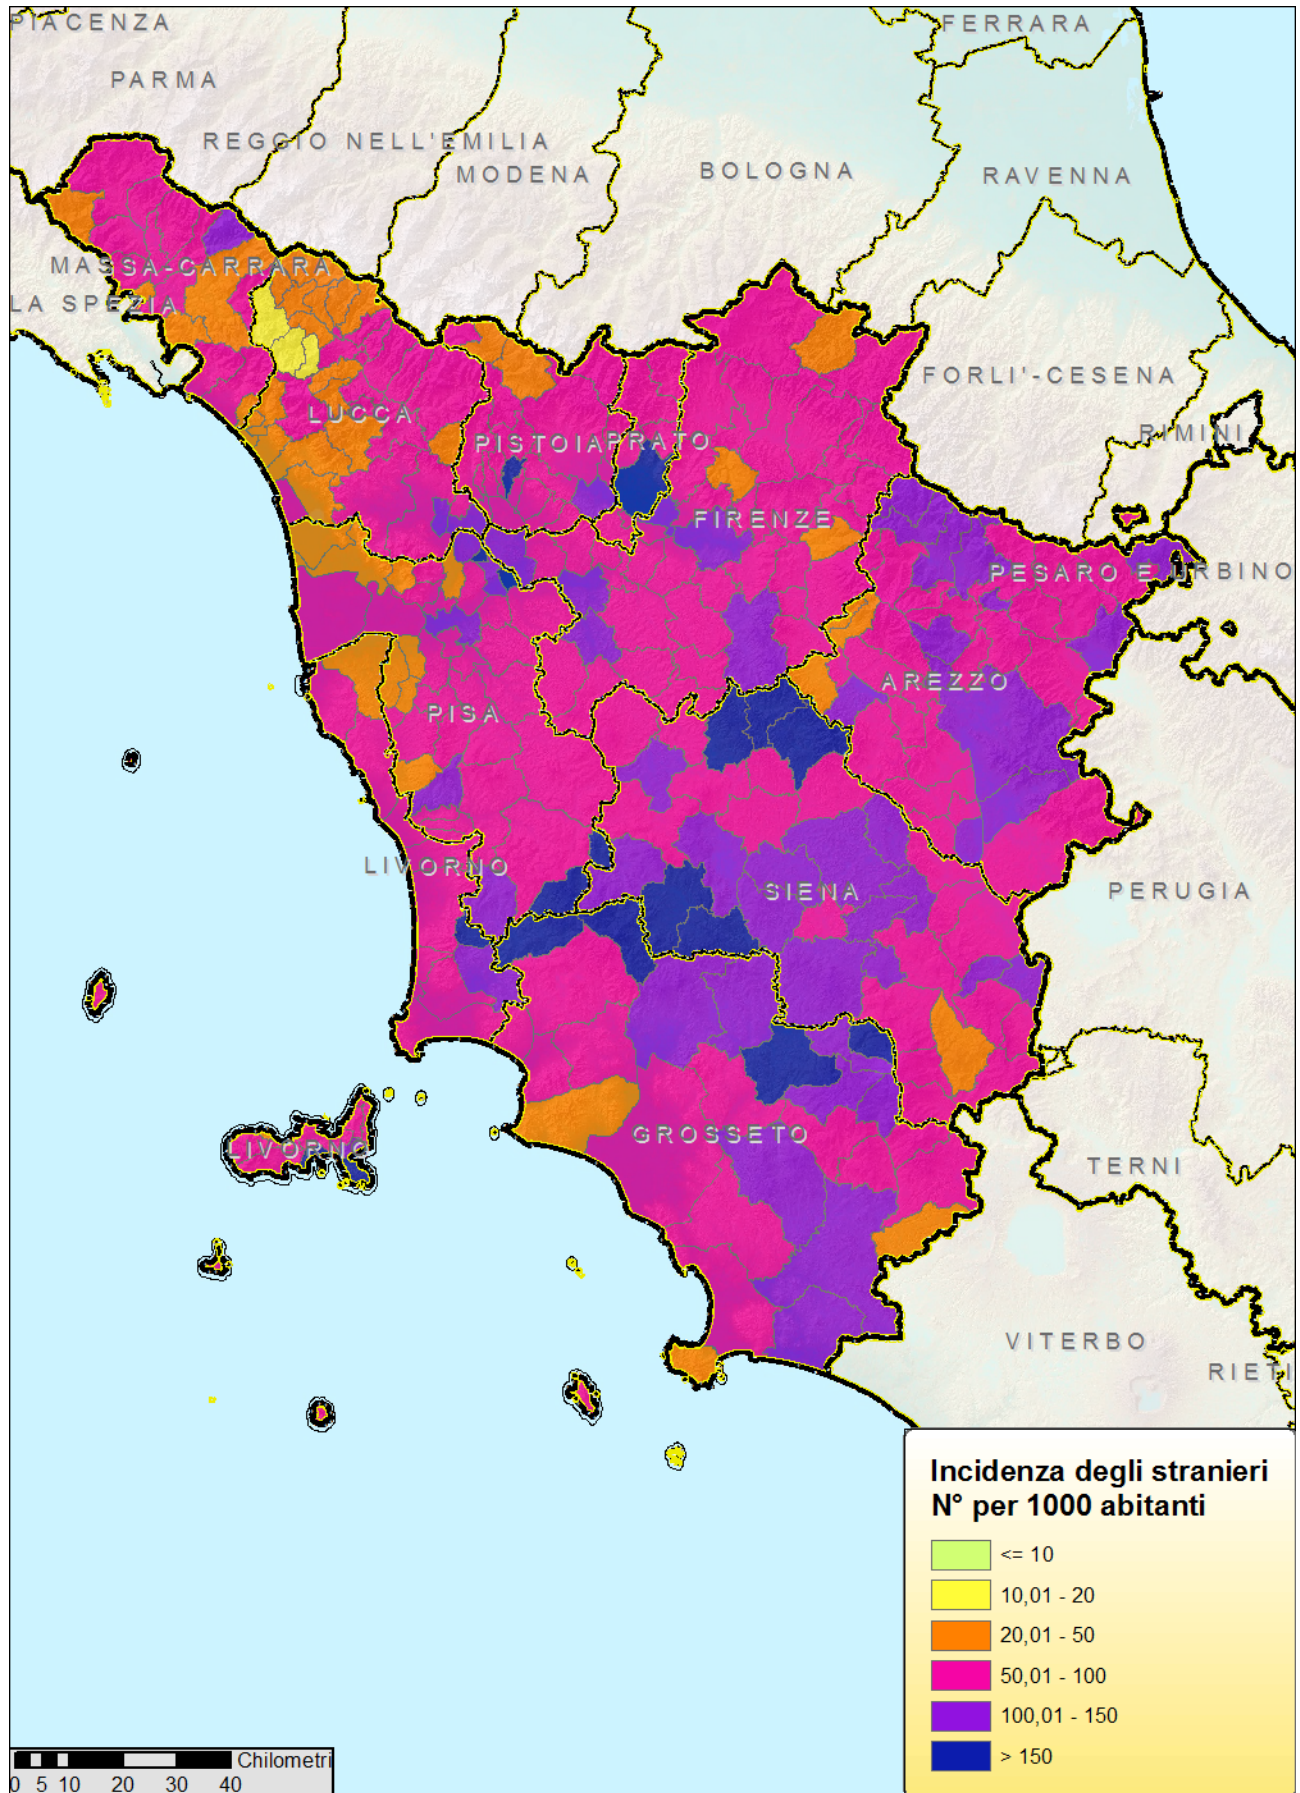 PIACENZA
FERRARA
PARMA
REGGIO NELL'EMILIA
MODENA
BOLOGNA
RAVENNA
MASSA-CARRARA
LA SPEZIA
FORLI'-CESENA
LUCCA
PISTOIA
PRATO
RIMINI
FIRENZE
PESARO E URBINO
AREZZO
PISA
LIVORNO
SIENA
PERUGIA
GROSSETO
LIVORNO
TERNI
VITERBO
RIETI
Incidenza degli stranieri
N° per 1000 abitanti
<= 10
10,01 - 20
20,01 - 50
50,01 - 100
100,01 - 150
> 150
Chilometri
0 5 10 20 30 40